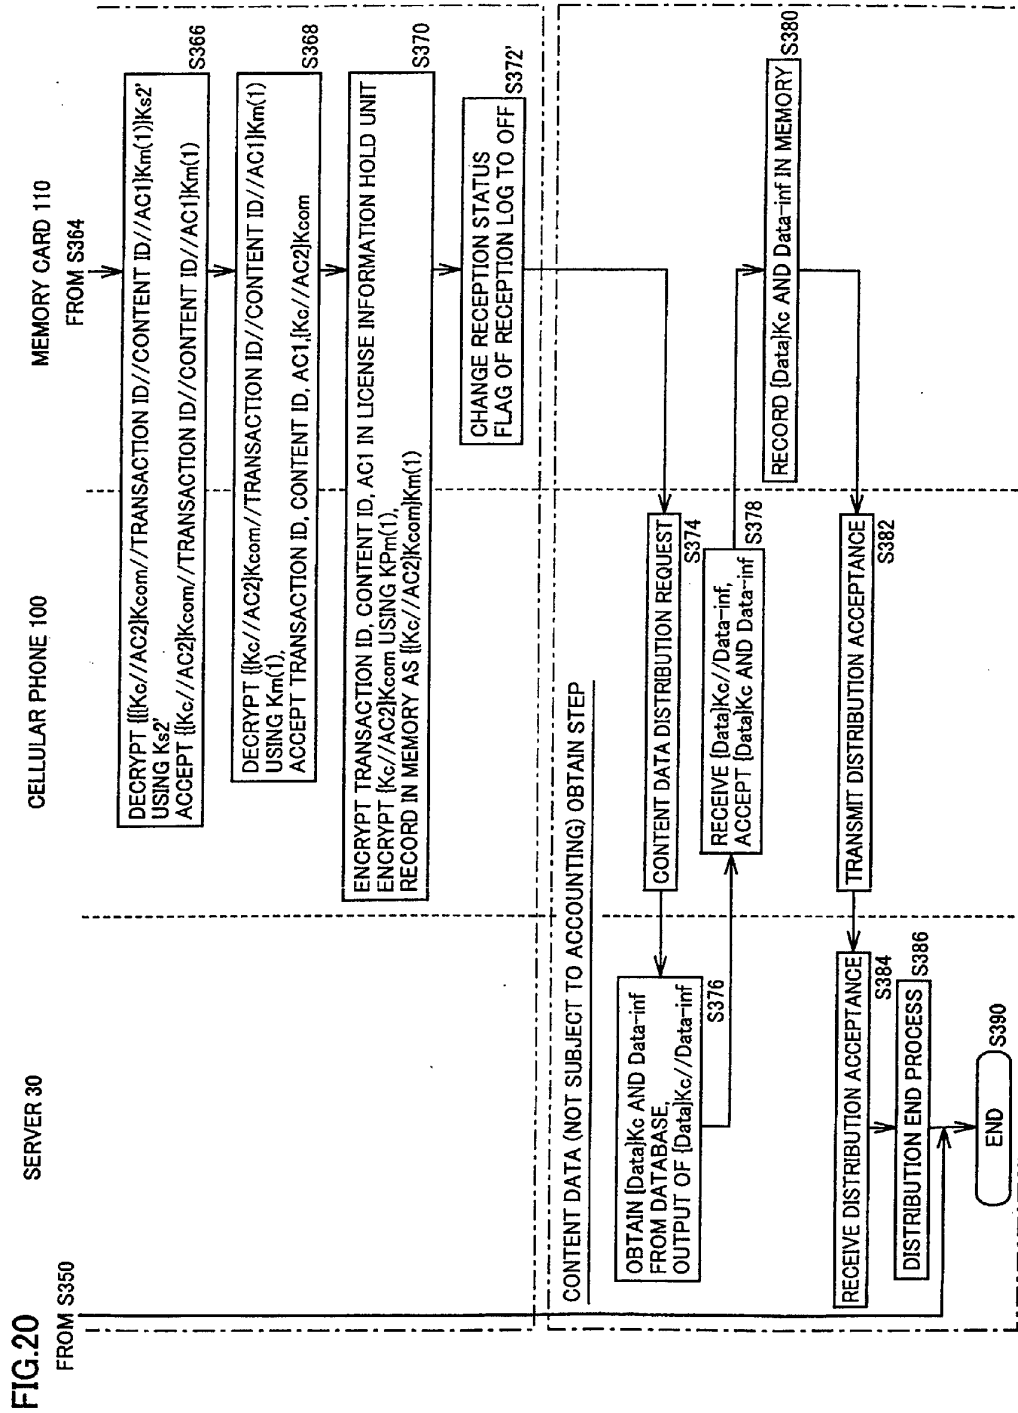 FIG.20
SERVER 30
CELLULAR PHONE 100
MEMORY CARD 110
FROM S350
FROM S364
DECRYPT {{{Kc//AC2}Kcom//TRANSACTION ID//CONTENT ID//AC1}Km(1)}Ks2'
USING Ks2'
ACCEPT {{Kc//AC2}Kcom//TRANSACTION ID//CONTENT ID//AC1}Km(1)
S366
DECRYPT {{Kc//AC2}Kcom//TRANSACTION ID//CONTENT ID//AC1}Km(1)
USING Km(1),
ACCEPT TRANSACTION ID, CONTENT ID, AC1,{Kc//AC2}Kcom
S368
ENCRYPT TRANSACTION ID, CONTENT ID, AC1 IN LICENSE INFORMATION HOLD UNIT
ENCRYPT {Kc//AC2}Kcom USING KPm(1),
RECORD IN MEMORY AS {{Kc//AC2}Kcom}Km(1)
S370
CHANGE RECEPTION STATUS
FLAG OF RECEPTION LOG TO OFF
S372'
CONTENT DATA (NOT SUBJECT TO ACCOUNTING) OBTAIN STEP
CONTENT DATA DISTRIBUTION REQUEST
S374
OBTAIN {Data}Kc AND Data-inf
FROM DATABASE,
OUTPUT OF {Data}Kc//Data-inf
S376
RECEIVE {Data}Kc//Data-inf,
ACCEPT {Data}Kc AND Data-inf
S378
RECORD {Data}Kc AND Data-inf IN MEMORY
S380
TRANSMIT DISTRIBUTION ACCEPTANCE
S382
RECEIVE DISTRIBUTION ACCEPTANCE
S384
DISTRIBUTION END PROCESS
S386
END
S390